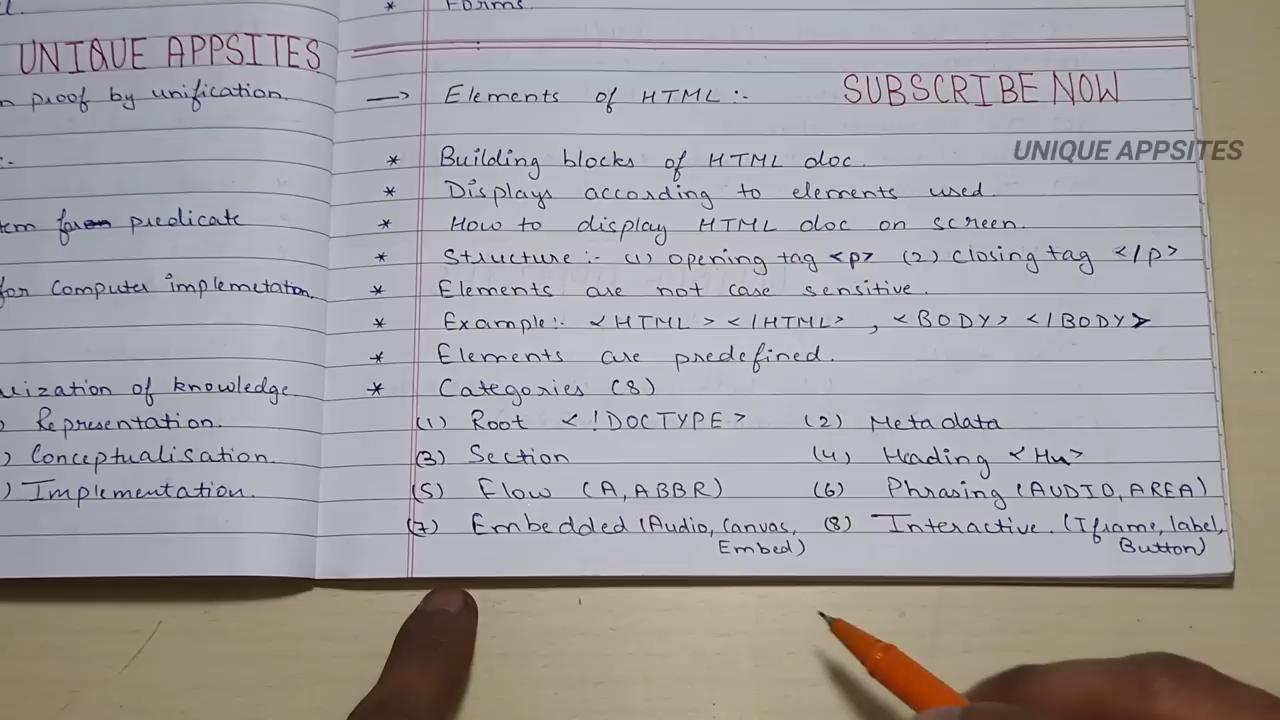 * Forms
UNIQUE APPSITES
proof by unification.
→ Elements of HTML:-
SUBSCRIBE NOW
UNIQUE APPSITES
* Building blocks of HTML doc.
* Displays according to elements used.
predicate
* How to display HTML doc on screen.
* Structure:- (1) opening tag <p> (2) closing tag </p>
for Computer implemetation.
* Elements are not case sensitive.
* Example:- <HTML> </HTML>, <BODY> </BODY>
* Elements are predefined.
of knowledge
* Categories (8)
Representation.
(1) Root <!DOCTYPE> (2) Metadata
) Conceptualisation.
(3) Section (4) Heading <Hn>
) Implementation.
(5) Flow (A, ABBR) (6) Phrasing (AUDIO, AREA)
(7) Embedded (Audio, Canvas, Embed)
(8) Interactive. (Iframe, label, Button)